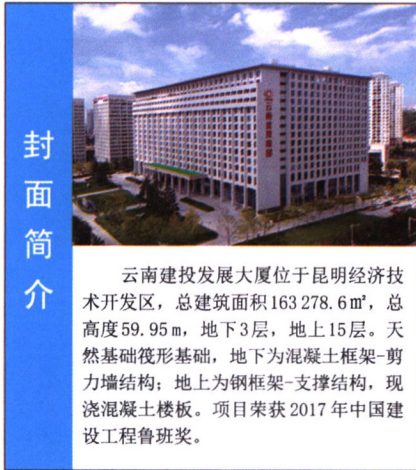 封面简介
云南建投发展大厦位于昆明经济技
术开发区，总建筑面积163 278.6㎡，总
高度59.95 m，地下3层，地上15层。天
然基础筏形基础，地下为混凝土框架-剪
力墙结构；地上为钢框架-支撑结构，现
浇混凝土楼板。项目荣获2017年中国建
设工程鲁班奖。